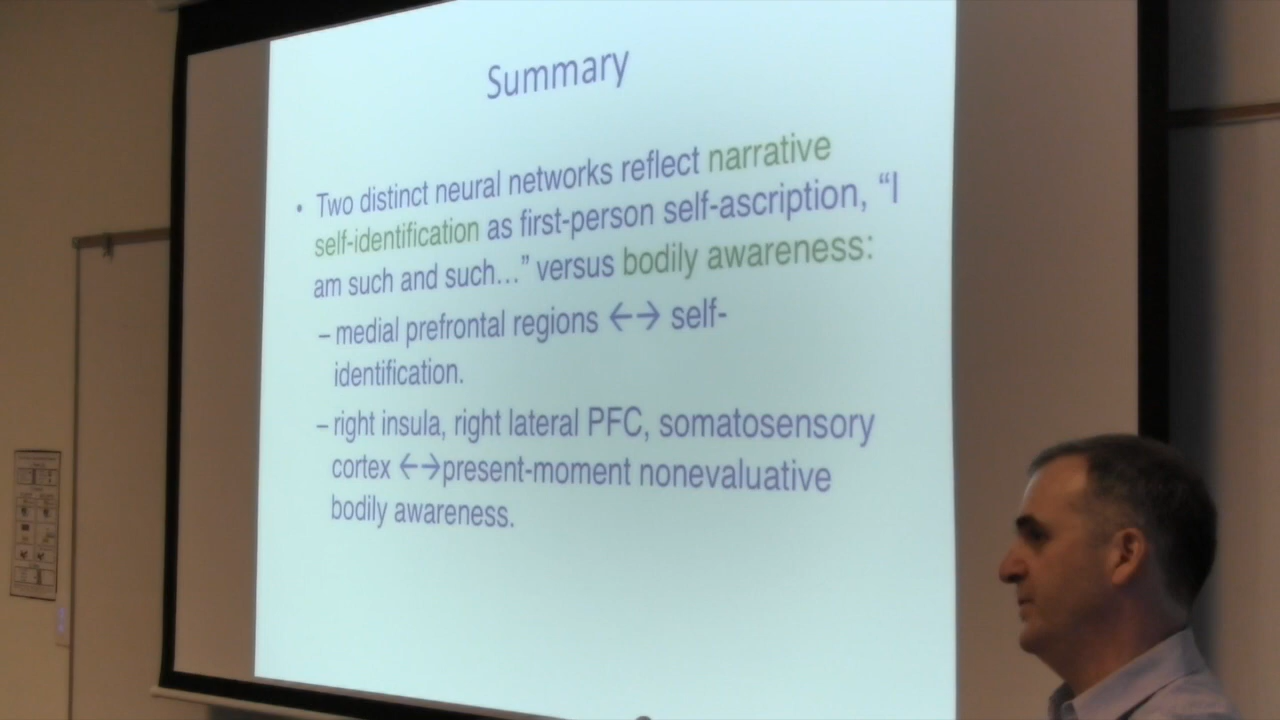 Summary
• Two distinct neural networks reflect narrative
self-identification as first-person self-ascription, “I
am such and such…” versus bodily awareness:
– medial prefrontal regions ←→ self-
identification.
– right insula, right lateral PFC, somatosensory
cortex ←→present-moment nonevaluative
bodily awareness.